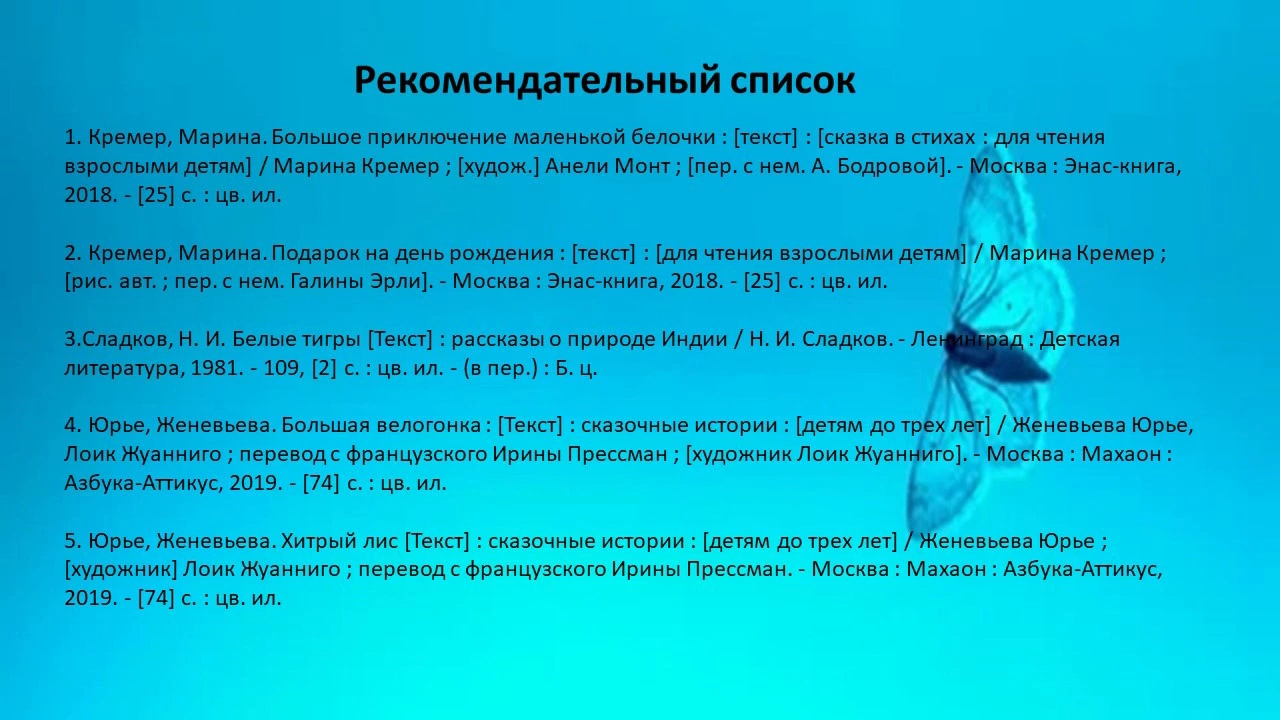 Рекомендательный список
1. Кремер, Марина. Большое приключение маленькой белочки : [текст] : [сказка в стихах : для чтения
взрослыми детям] / Марина Кремер ; [худож.] Анели Монт ; [пер. с нем. А. Бодровой]. - Москва : Энас-книга,
2018. - [25] с. : цв. ил.
2. Кремер, Марина. Подарок на день рождения : [текст] : [для чтения взрослыми детям] / Марина Кремер ;
[рис. авт. ; пер. с нем. Галины Эрли]. - Москва : Энас-книга, 2018. - [25] с. : цв. ил.
3.Сладков, Н. И. Белые тигры [Текст] : рассказы о природе Индии / Н. И. Сладков. - Ленинград : Детская
литература, 1981. - 109, [2] с. : цв. ил. - (в пер.) : Б. ц.
4. Юрье, Женевьева. Большая велогонка : [Текст] : сказочные истории : [детям до трех лет] / Женевьева Юрье,
Лоик Жуанниго ; перевод с французского Ирины Прессман ; [художник Лоик Жуанниго]. - Москва : Махаон :
Азбука-Аттикус, 2019. - [74] с. : цв. ил.
5. Юрье, Женевьева. Хитрый лис [Текст] : сказочные истории : [детям до трех лет] / Женевьева Юрье ;
[художник] Лоик Жуанниго ; перевод с французского Ирины Прессман. - Москва : Махаон : Азбука-Аттикус,
2019. - [74] с. : цв. ил.